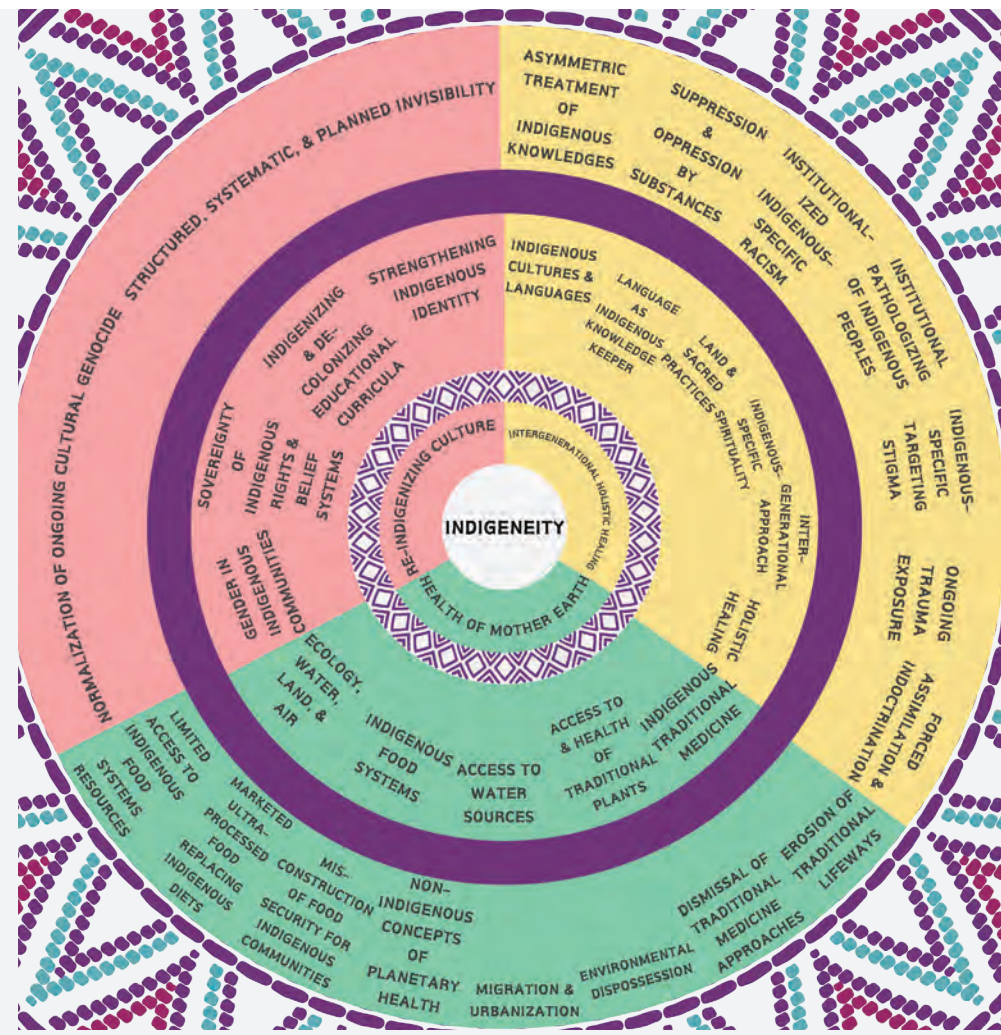 INDIGENEITY
RE-INDIGENIZING CULTURE
INTERGENERATIONAL HOLISTIC HEALING
HEALTH OF MOTHER EARTH
GENDER IN
INDIGENOUS
COMMUNITIES
SOVEREIGNTY
OF
INDIGENOUS
RIGHTS &
BELIEF
SYSTEMS
INDIGENIZING
& DE-
COLONIZING
EDUCATIONAL
CURRICULA
STRENGTHENING
INDIGENOUS
IDENTITY
INDIGENOUS
CULTURES &
LANGUAGES
LANGUAGE
AS
INDIGENOUS
KNOWLEDGE
KEEPER
LAND &
SACRED
PRACTICES
INDIGENOUS-
SPECIFIC
SPIRITUALITY
INTER-
GENERATIONAL
APPROACH
HOLISTIC
HEALING
INDIGENOUS
TRADITIONAL
MEDICINE
ACCESS TO
& HEALTH
OF
TRADITIONAL
PLANTS
ACCESS TO
WATER
SOURCES
INDIGENOUS
FOOD
SYSTEMS
ECOLOGY,
WATER,
LAND, &
AIR
NORMALIZATION OF ONGOING CULTURAL GENOCIDE
STRUCTURED, SYSTEMATIC, & PLANNED INVISIBILITY
ASYMMETRIC
TREATMENT
OF
INDIGENOUS
KNOWLEDGES
SUPPRESSION
&
OPPRESSION
BY
SUBSTANCES
INSTITUTIONAL-
IZED
INDIGENOUS-
SPECIFIC
RACISM
INSTITUTIONAL
PATHOLOGIZING
OF INDIGENOUS
PEOPLES
INDIGENOUS-
SPECIFIC
TARGETING
STIGMA
ONGOING
TRAUMA
EXPOSURE
FORCED
ASSIMILATION &
INDOCTRINATION
EROSION OF
TRADITIONAL
LIFEWAYS
DISMISSAL OF
TRADITIONAL
MEDICINE
APPROACHES
ENVIRONMENTAL
DISPOSSESSION
MIGRATION &
URBANIZATION
NON-
INDIGENOUS
CONCEPTS
OF
PLANETARY
HEALTH
MIS-
CONSTRUCTION
OF FOOD
SECURITY FOR
INDIGENOUS
COMMUNITIES
MARKETED
ULTRA-
PROCESSED
FOOD
REPLACING
INDIGENOUS
DIETS
LIMITED
ACCESS TO
INDIGENOUS
FOOD
SYSTEMS
RESOURCES